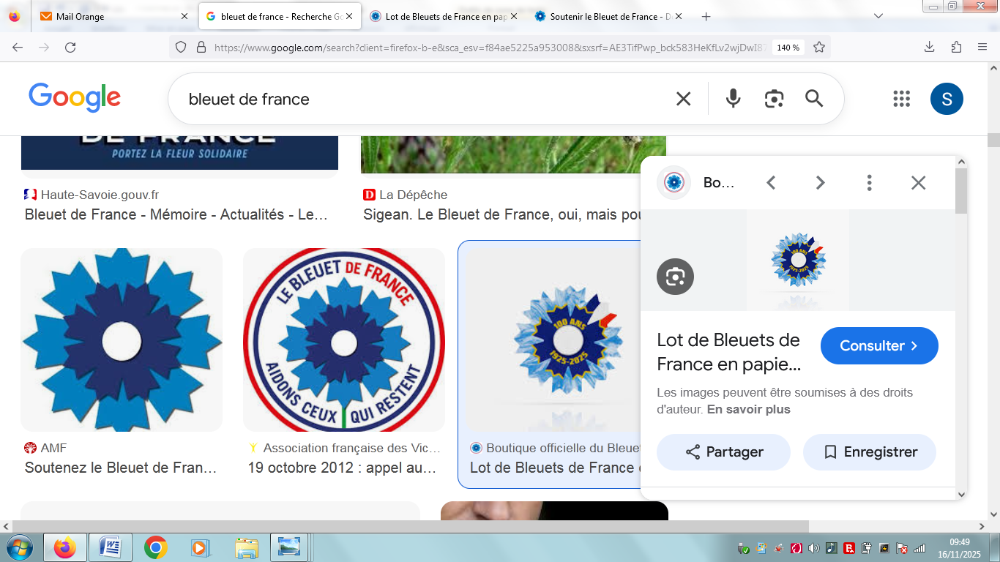 Mail Orange
bleuet de france - Recherche Go
Lot de Bleuets de France en pap
Soutenir le Bleuet de France - D
https://www.google.com/search?client=firefox-b-e&sca_esv=f84ae5225a953008&sxsrf=AE3TifPwp_bck583HeKfLv2wjDwI87
140 %
Google
bleuet de france
S
DE FRANCE
PORTEZ LA FLEUR SOLIDAIRE
Haute-Savoie.gouv.fr
Bleuet de France - Mémoire - Actualités - Le…
D La Dépêche
Sigean. Le Bleuet de France, oui, mais pou
Bo…
LE BLEUET DE FRANCE
AIDONS CEUX QUI RESTENT
100 ANS
1925-2025
100 ANS
1925-2025
Lot de Bleuets de
France en papie...
Consulter
Les images peuvent être soumises à des droits
d'auteur. En savoir plus
AMF
Soutenez le Bleuet de Fran…
Association française des Vic…
19 octobre 2012 : appel au…
Boutique officielle du Bleuet
Lot de Bleuets de France
Partager
Enregistrer
09:49
16/11/2025